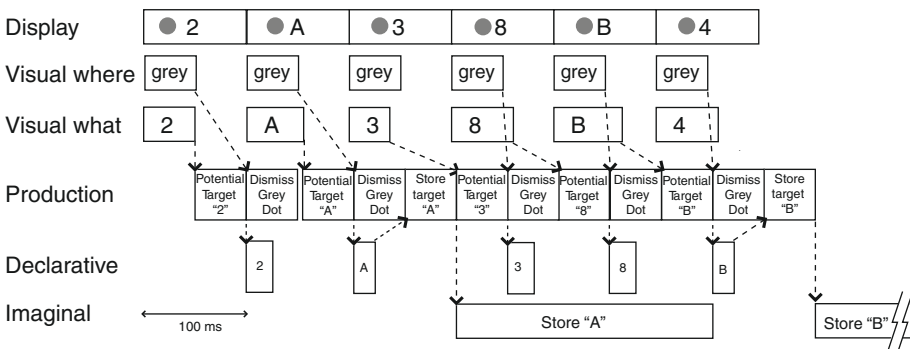 Display 2 A 3 8 B 4
Visual where grey grey grey grey grey grey
Visual what 2 A 3 8 B 4
Production
Potential Target "2"
Dismiss Grey Dot
Potential Target "A"
Dismiss Grey Dot
Store target "A"
Potential Target "3"
Dismiss Grey Dot
Potential Target "8"
Dismiss Grey Dot
Potential Target "B"
Dismiss Grey Dot
Store target "B"
Declarative 2 A 3 8 B
Imaginal
100 ms
Store "A"
Store "B"